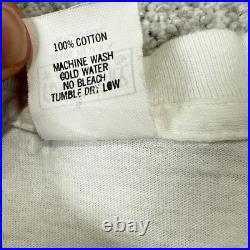 100% COTTON
MACHINE WASH
COLD WATER
NO BLEACH
TUMBLE DRY LOW